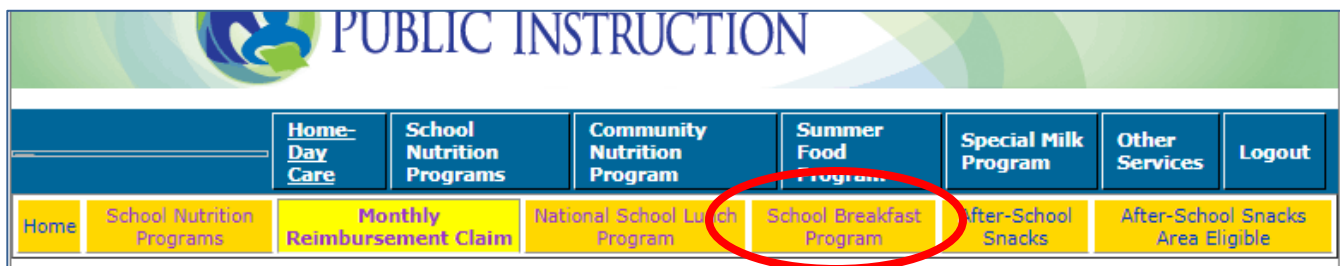 PUBLIC INSTRUCTION
Home-
Day
Care
School
Nutrition
Programs
Community
Nutrition
Program
Summer
Food
Program
Special Milk
Program
Other
Services
Logout
Home
School Nutrition
Programs
Monthly
Reimbursement Claim
National School Lunch
Program
School Breakfast
Program
After-School
Snacks
After-School Snacks
Area Eligible